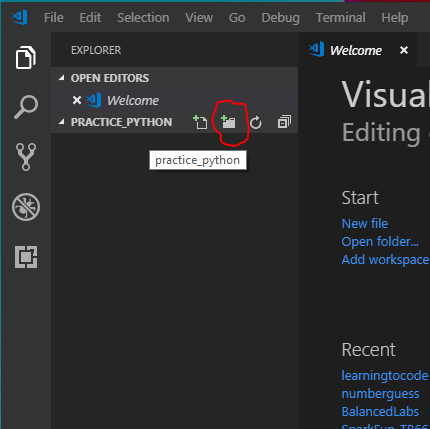 File Edit Selection View Go Debug Terminal Help
EXPLORER
OPEN EDITORS
Welcome
PRACTICE_PYTHON
practice_python
Welcome
Visual
Editing
Start
New file
Open folder...
Add workspace
Recent
learningtocode
numberguess
BalancedLabs